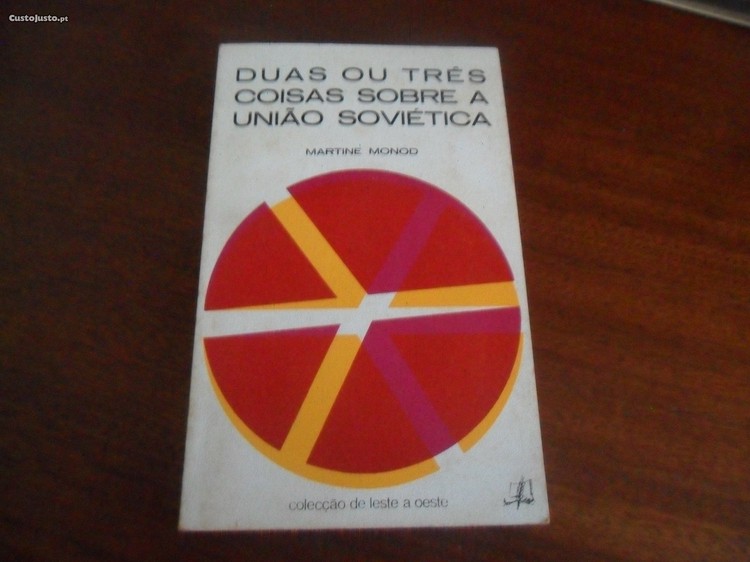 CustoJusto.pt
DUAS OU TRÊS
COISAS SOBRE A
UNIÃO SOVIÉTICA
MARTINE MONOD
colecção de leste a oeste